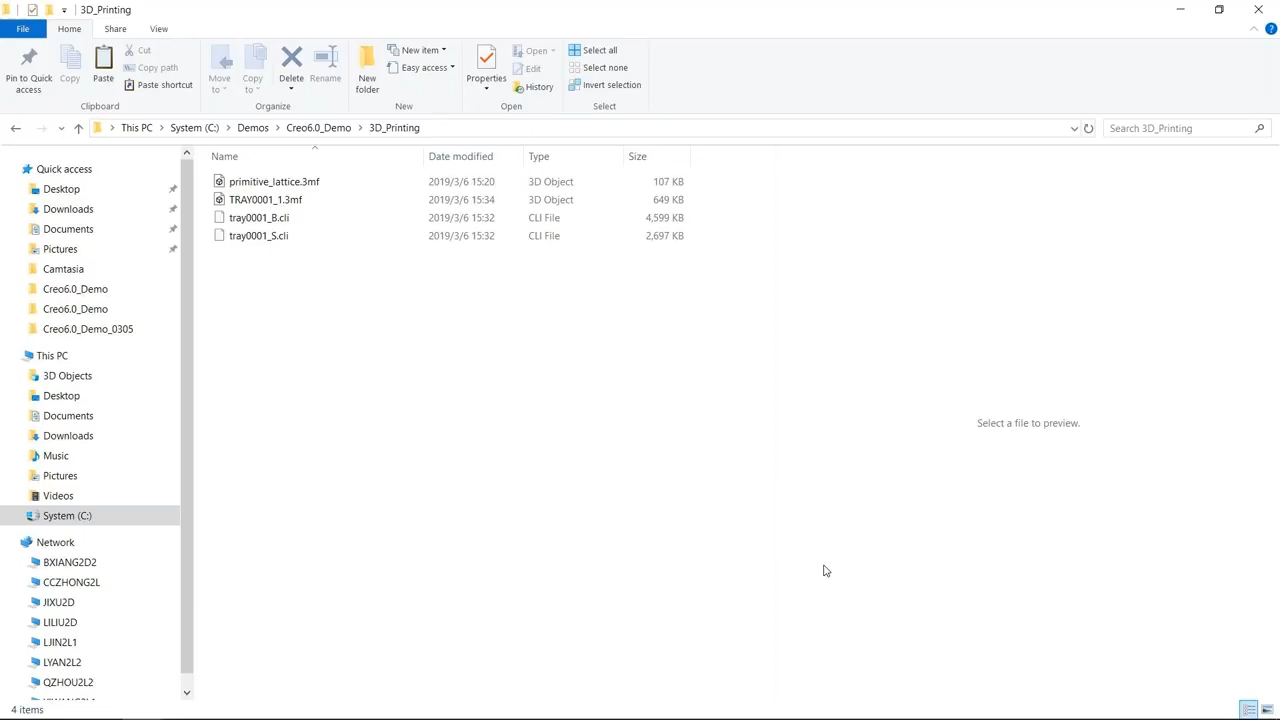 3D_Printing
File Home Share View
Pin to Quick access
Copy
Paste
Cut
Copy path
Paste shortcut
Clipboard
Move to
Copy to
Delete
Rename
Organize
New folder
New item
Easy access
New
Properties
Open
Edit
History
Open
Select all
Select none
Invert selection
Select
This PC System (C:) Demos Creo6.0_Demo 3D_Printing
Search 3D_Printing
Quick access
Desktop
Downloads
Documents
Pictures
Camtasia
Creo6.0_Demo
Creo6.0_Demo
Creo6.0_Demo_0305
This PC
3D Objects
Desktop
Documents
Downloads
Music
Pictures
Videos
System (C:)
Network
BXIANG2D2
CCZHONG2L
JIXU2D
LILIU2D
LJIN2L1
LYAN2L2
QZHOU2L2
Name Date modified Type Size
primitive_lattice.3mf 2019/3/6 15:20 3D Object 107 KB
TRAY0001_1.3mf 2019/3/6 15:34 3D Object 649 KB
tray0001_B.cli 2019/3/6 15:32 CLI File 4,599 KB
tray0001_S.cli 2019/3/6 15:32 CLI File 2,697 KB
Select a file to preview.
4 items